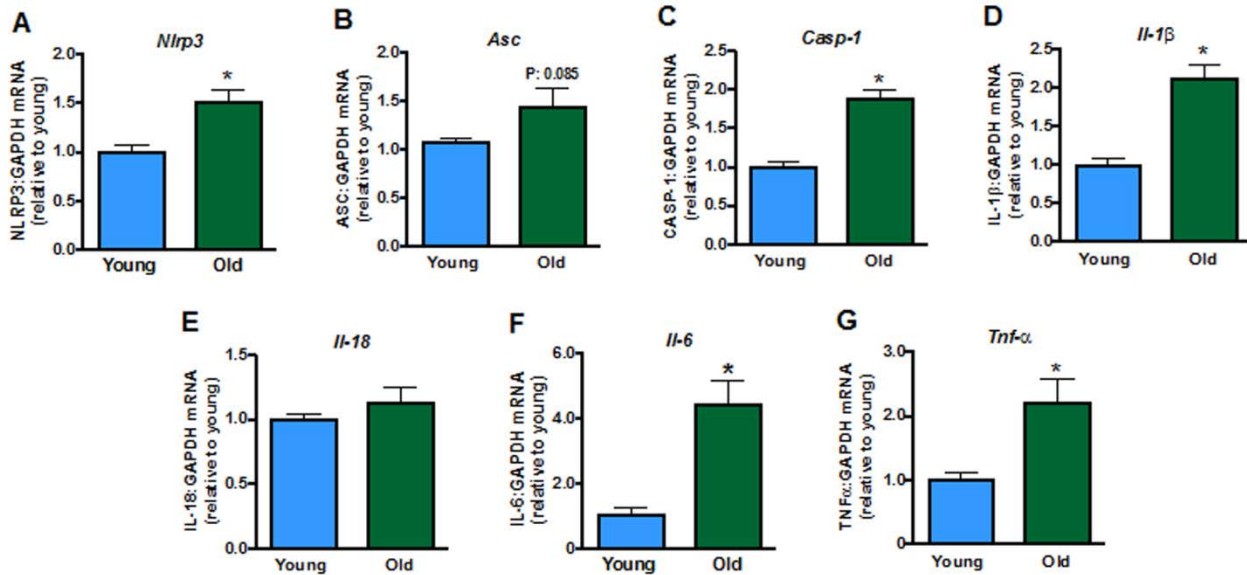 A
Nlrp3
NLRP3:GAPDH mRNA
(relative to young)
2.0
1.5
*
1.0
0.5
0.0
Young Old
B
Asc
ASC:GAPDH mRNA
(relative to young)
2.0
P: 0.085
1.5
1.0
0.5
0.0
Young Old
C
Casp-1
CASP-1:GAPDH mRNA
(relative to young)
2.5
2.0
*
1.5
1.0
0.5
0.0
Young Old
D
Il-1β
IL-1β:GAPDH mRNA
(relative to young)
2.5
*
2.0
1.5
1.0
0.5
0.0
Young Old
E
Il-18
IL-18:GAPDH mRNA
(relative to young)
1.5
1.0
0.5
0.0
Young Old
F
Il-6
IL-6:GAPDH mRNA
(relative to young)
6.0
*
4.0
2.0
0
Young Old
G
Tnf-α
TNFα:GAPDH mRNA
(relative to young)
3.0
*
2.0
1.0
0
Young Old